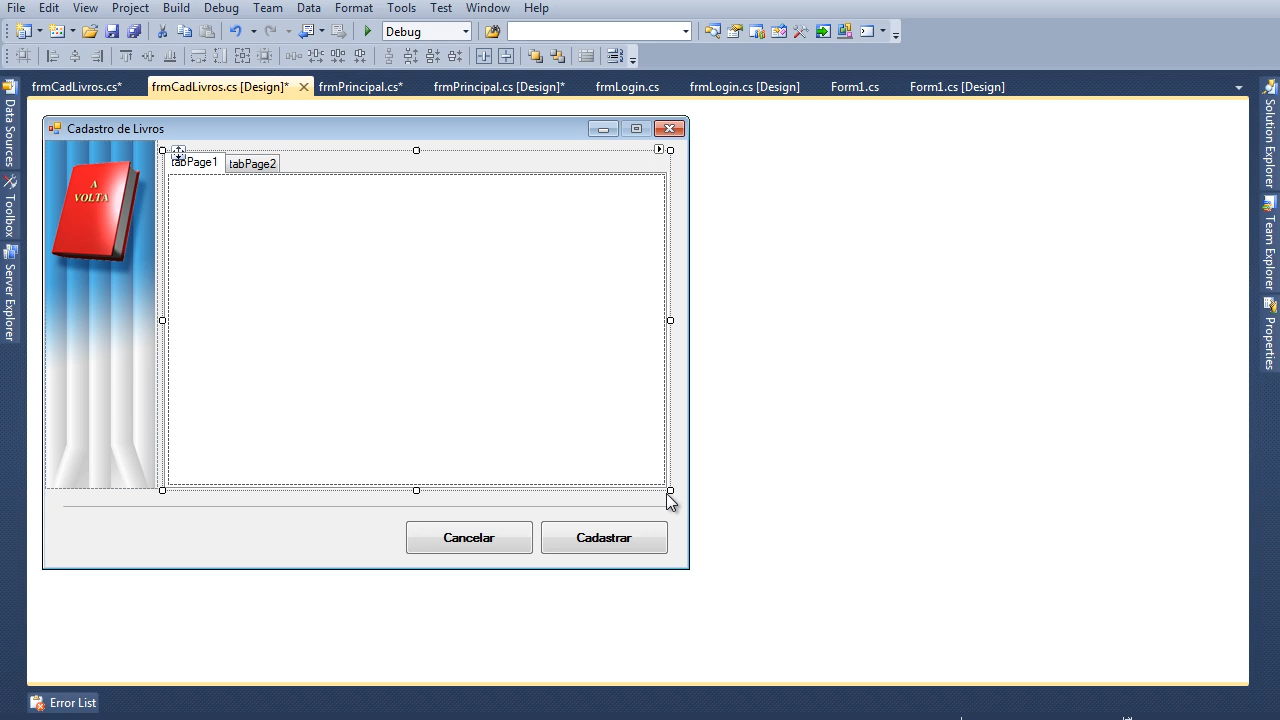 File Edit View Project Build Debug Team Data Format Tools Test Window Help
Debug
frmCadLivros.cs* frmCadLivros.cs [Design]* frmPrincipal.cs* frmPrincipal.cs [Design]* frmLogin.cs frmLogin.cs [Design] Form1.cs Form1.cs [Design]
Data Sources
Toolbox
Server Explorer
Cadastro de Livros
tabPage1 tabPage2
A
VOLTA
Cancelar Cadastrar
Solution Explorer
Team Explorer
Properties
Error List